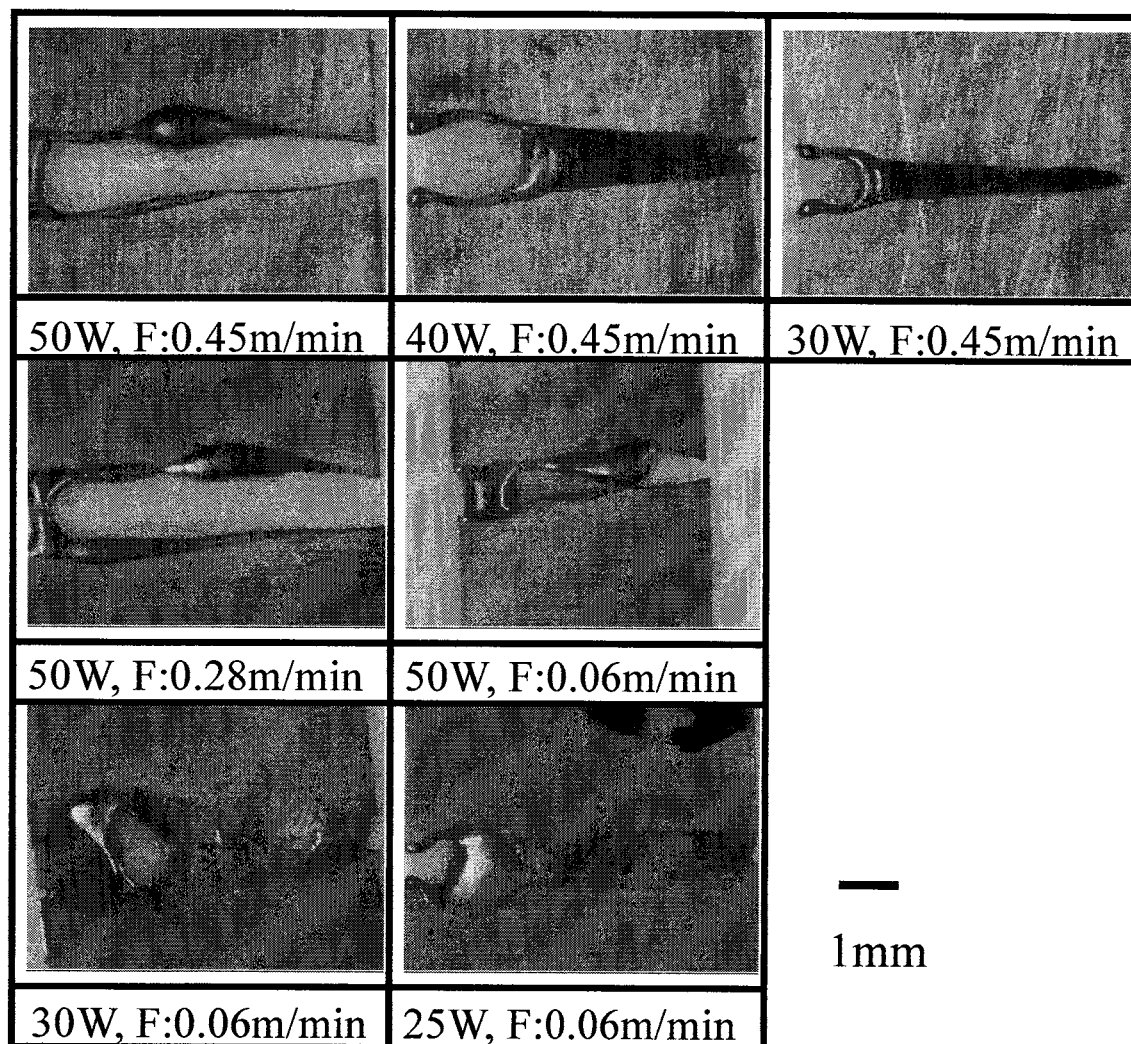 50W, F:0.45m/min
40W, F:0.45m/min
30W, F:0.45m/min
50W, F:0.28m/min
50W, F:0.06m/min
30W, F:0.06m/min
25W, F:0.06m/min
1mm